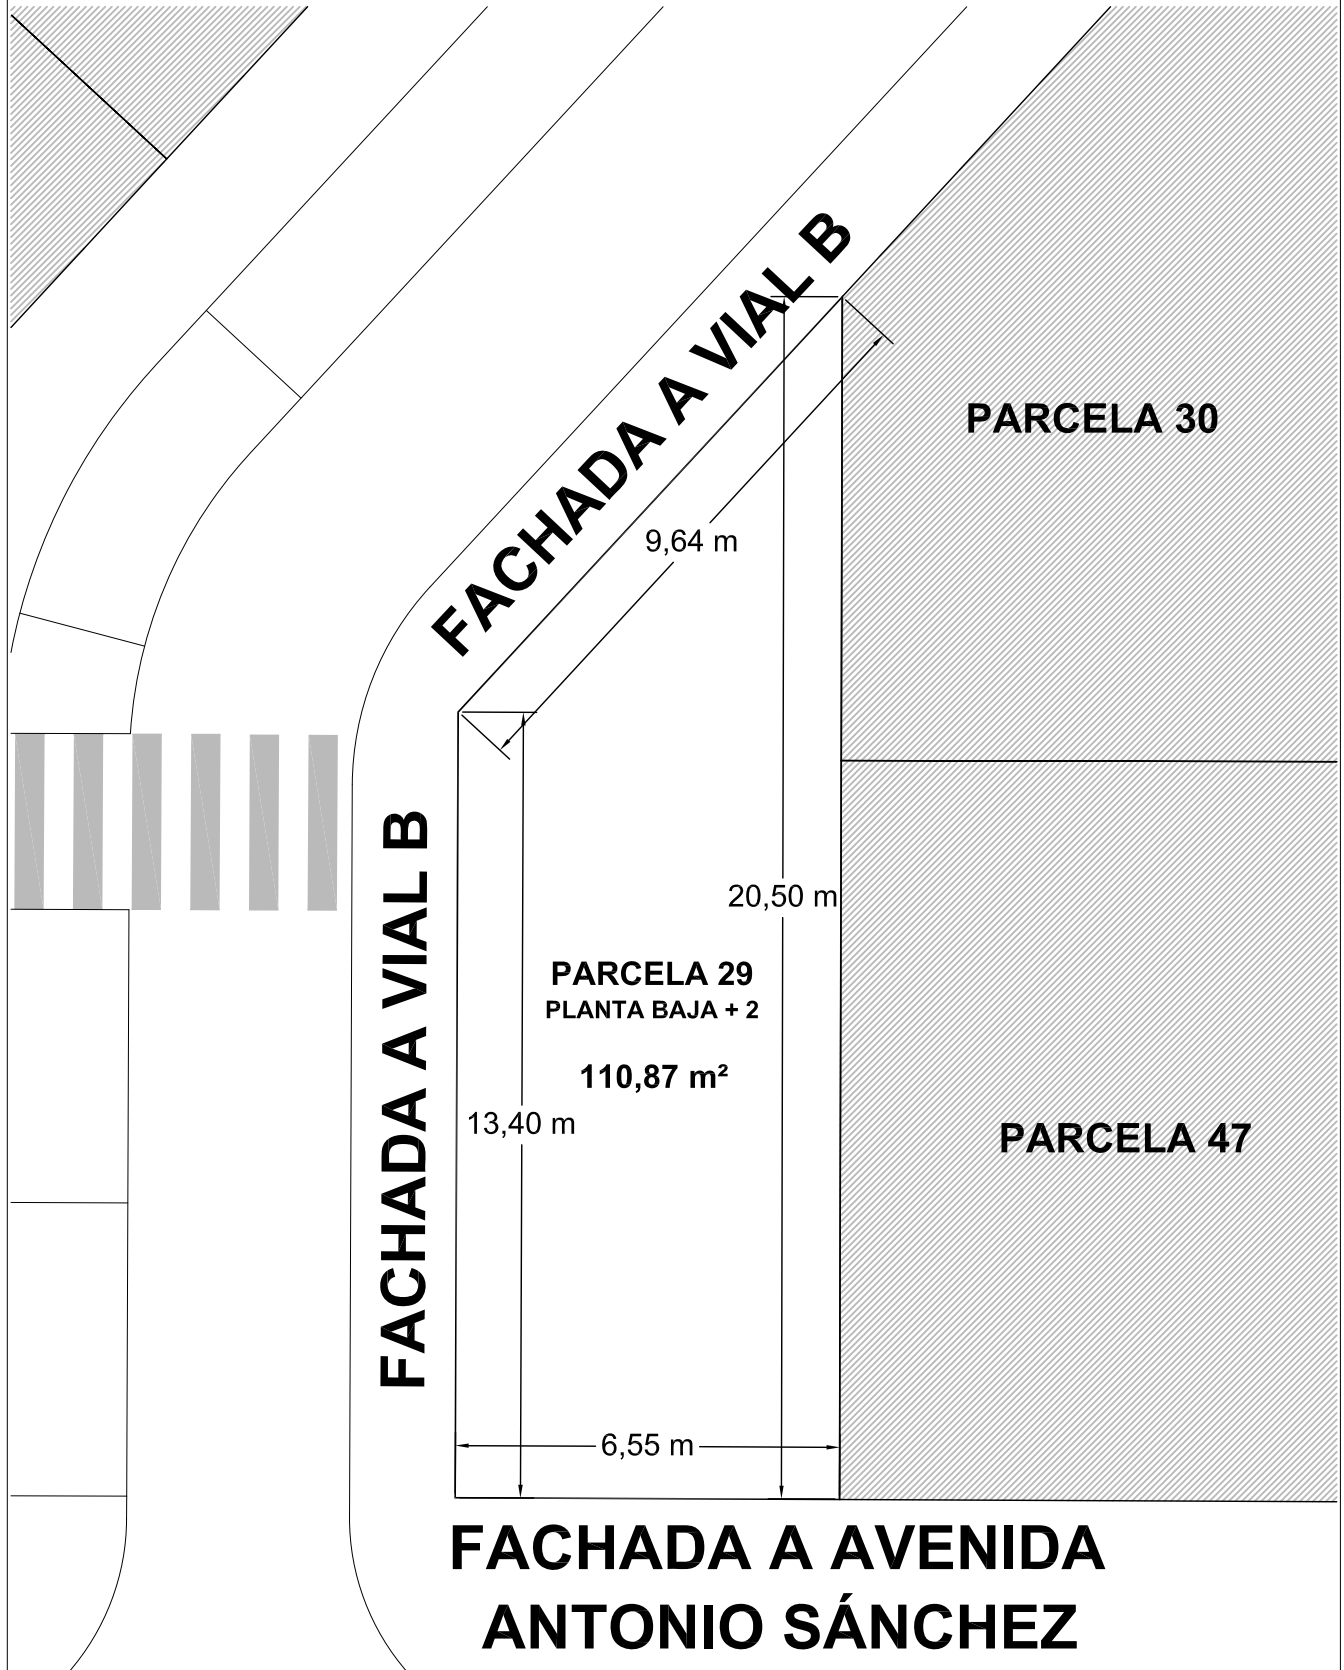 FACHADA A VIAL B
PARCELA 30
9,64 m
FACHADA A VIAL B
20,50 m
PARCELA 29
PLANTA BAJA + 2
110,87 m²
13,40 m
PARCELA 47
6,55 m
FACHADA A AVENIDA
ANTONIO SÁNCHEZ